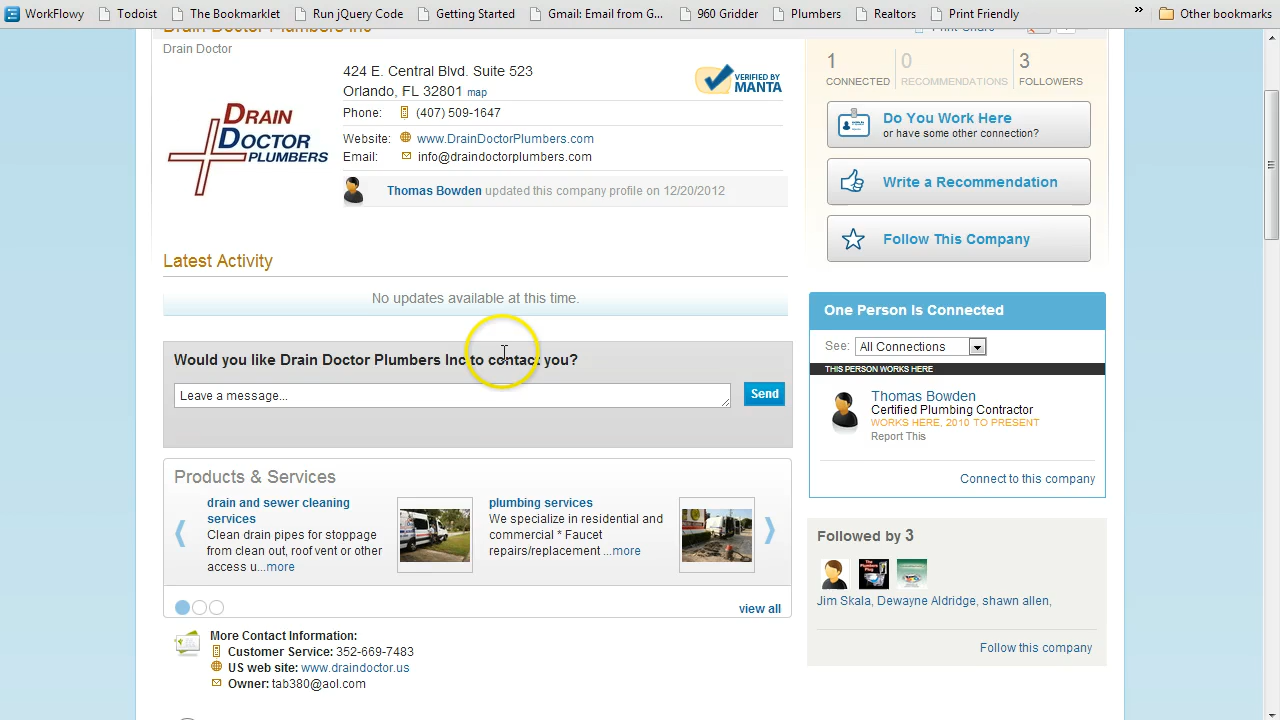 WorkFlowy Todoist The Bookmarklet Run jQuery Code Getting Started Gmail: Email from G... 960 Gridder Plumbers Realtors Print Friendly » Other bookmarks
Drain Doctor Plumbers Inc
Drain Doctor
DRAIN
DOCTOR
PLUMBERS
424 E. Central Blvd. Suite 523
Orlando, FL 32801 map
VERIFIED BY
MANTA
Phone: (407) 509-1647
Website: www.DrainDoctorPlumbers.com
Email: info@draindoctorplumbers.com
Thomas Bowden updated this company profile on 12/20/2012
Latest Activity
No updates available at this time.
Would you like Drain Doctor Plumbers Inc to contact you?
Leave a message...
Send
Products & Services
drain and sewer cleaning
services
Clean drain pipes for stoppage
from clean out, roof vent or other
access u...more
plumbing services
We specialize in residential and
commercial * Faucet
repairs/replacement ...more
view all
More Contact Information:
Customer Service: 352-669-7483
US web site: www.draindoctor.us
Owner: tab380@aol.com
1 0 3
CONNECTED RECOMMENDATIONS FOLLOWERS
Do You Work Here
or have some other connection?
Write a Recommendation
Follow This Company
One Person Is Connected
See: All Connections
THIS PERSON WORKS HERE
Thomas Bowden
Certified Plumbing Contractor
WORKS HERE, 2010 TO PRESENT
Report This
Connect to this company
Followed by 3
Jim Skala, Dewayne Aldridge, shawn allen,
Follow this company